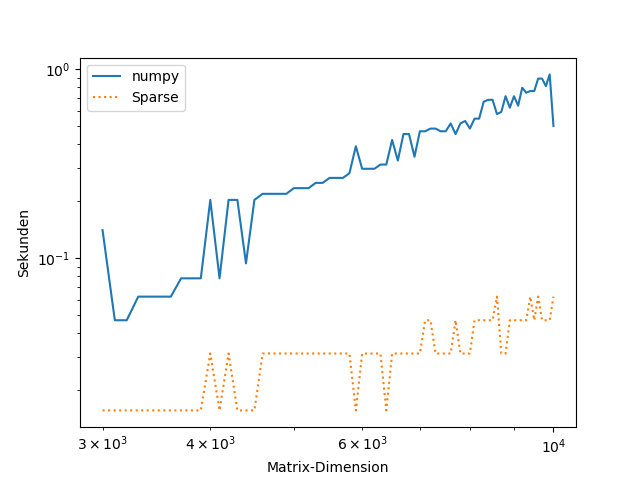 numpy
Sparse
10⁰
10⁻¹
Sekunden
3 × 10³
4 × 10³
6 × 10³
10⁴
Matrix-Dimension